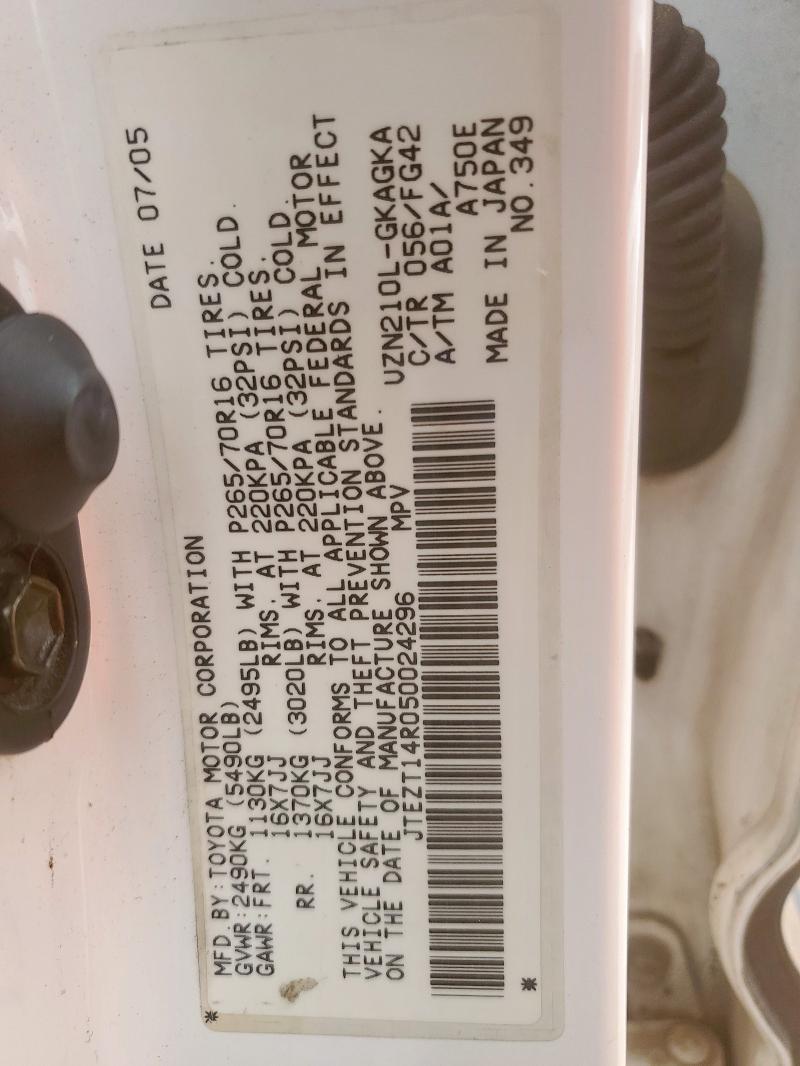 MFD.BY:TOYOTA MOTOR CORPORATION DATE 07/05
GVWR:2490KG (5490LB)
GAWR:FRT. 1130KG (2495LB) WITH P265/70R16 TIRES.
16X7JJ RIMS. AT 220KPA (32PSI) COLD.
RR. 1370KG (3020LB) WITH P265/70R16 TIRES.
16X7JJ RIMS. AT 220KPA (32PSI) COLD.
THIS VEHICLE CONFORMS TO ALL APPLICABLE FEDERAL MOTOR
VEHICLE SAFETY AND THEFT PREVENTION STANDARDS IN EFFECT
ON THE DATE OF MANUFACTURE SHOWN ABOVE.
JTEZT14R050024296 MPV
UZN210L-GKAGKA
C/TR 056/FG42
A/TM A01A/
A750E
MADE IN JAPAN
NO.349